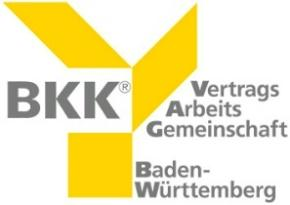 BKK®
Vertrags
Arbeits
Gemeinschaft
Baden-
Württemberg